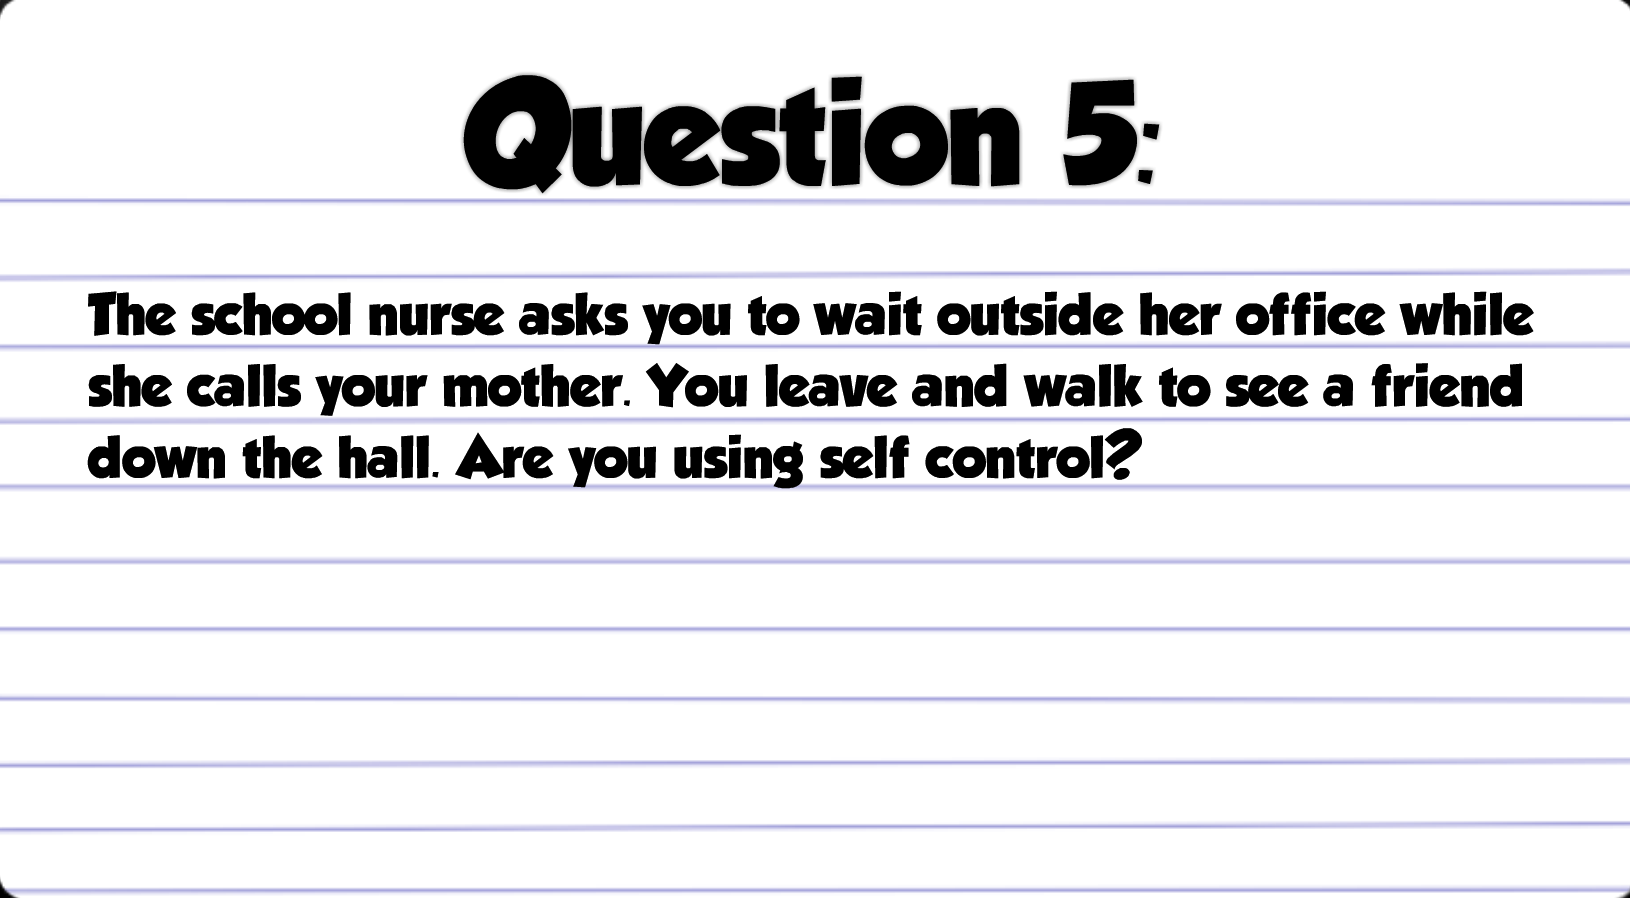 Question 5:
The school nurse asks you to wait outside her office while
she calls your mother. You leave and walk to see a friend
down the hall. Are you using self control?